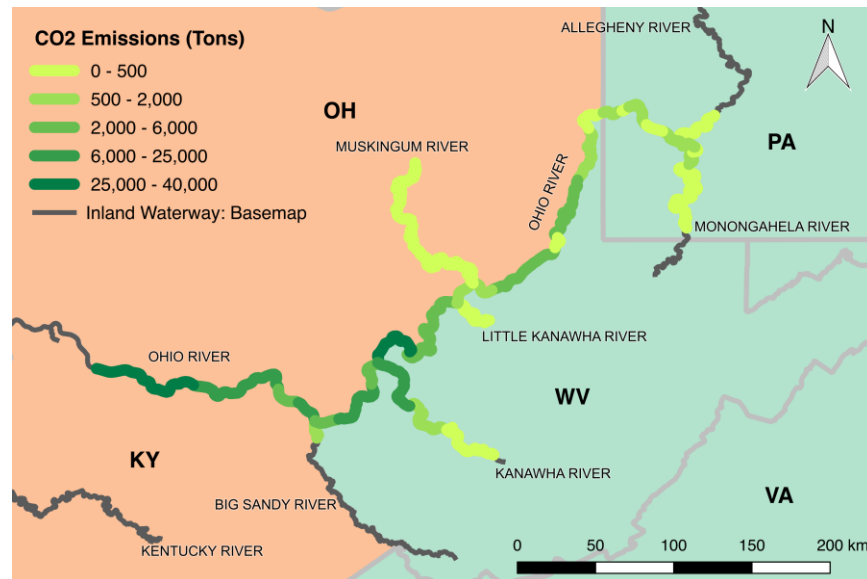 CO2 Emissions (Tons)
0 - 500
500 - 2,000
2,000 - 6,000
6,000 - 25,000
25,000 - 40,000
Inland Waterway: Basemap
ALLEGHENY RIVER
N
OH
MUSKINGUM RIVER
PA
OHIO RIVER
MONONGAHELA RIVER
LITTLE KANAWHA RIVER
OHIO RIVER
WV
KY
KANAWHA RIVER
VA
BIG SANDY RIVER
KENTUCKY RIVER
0 50 100 150 200 km